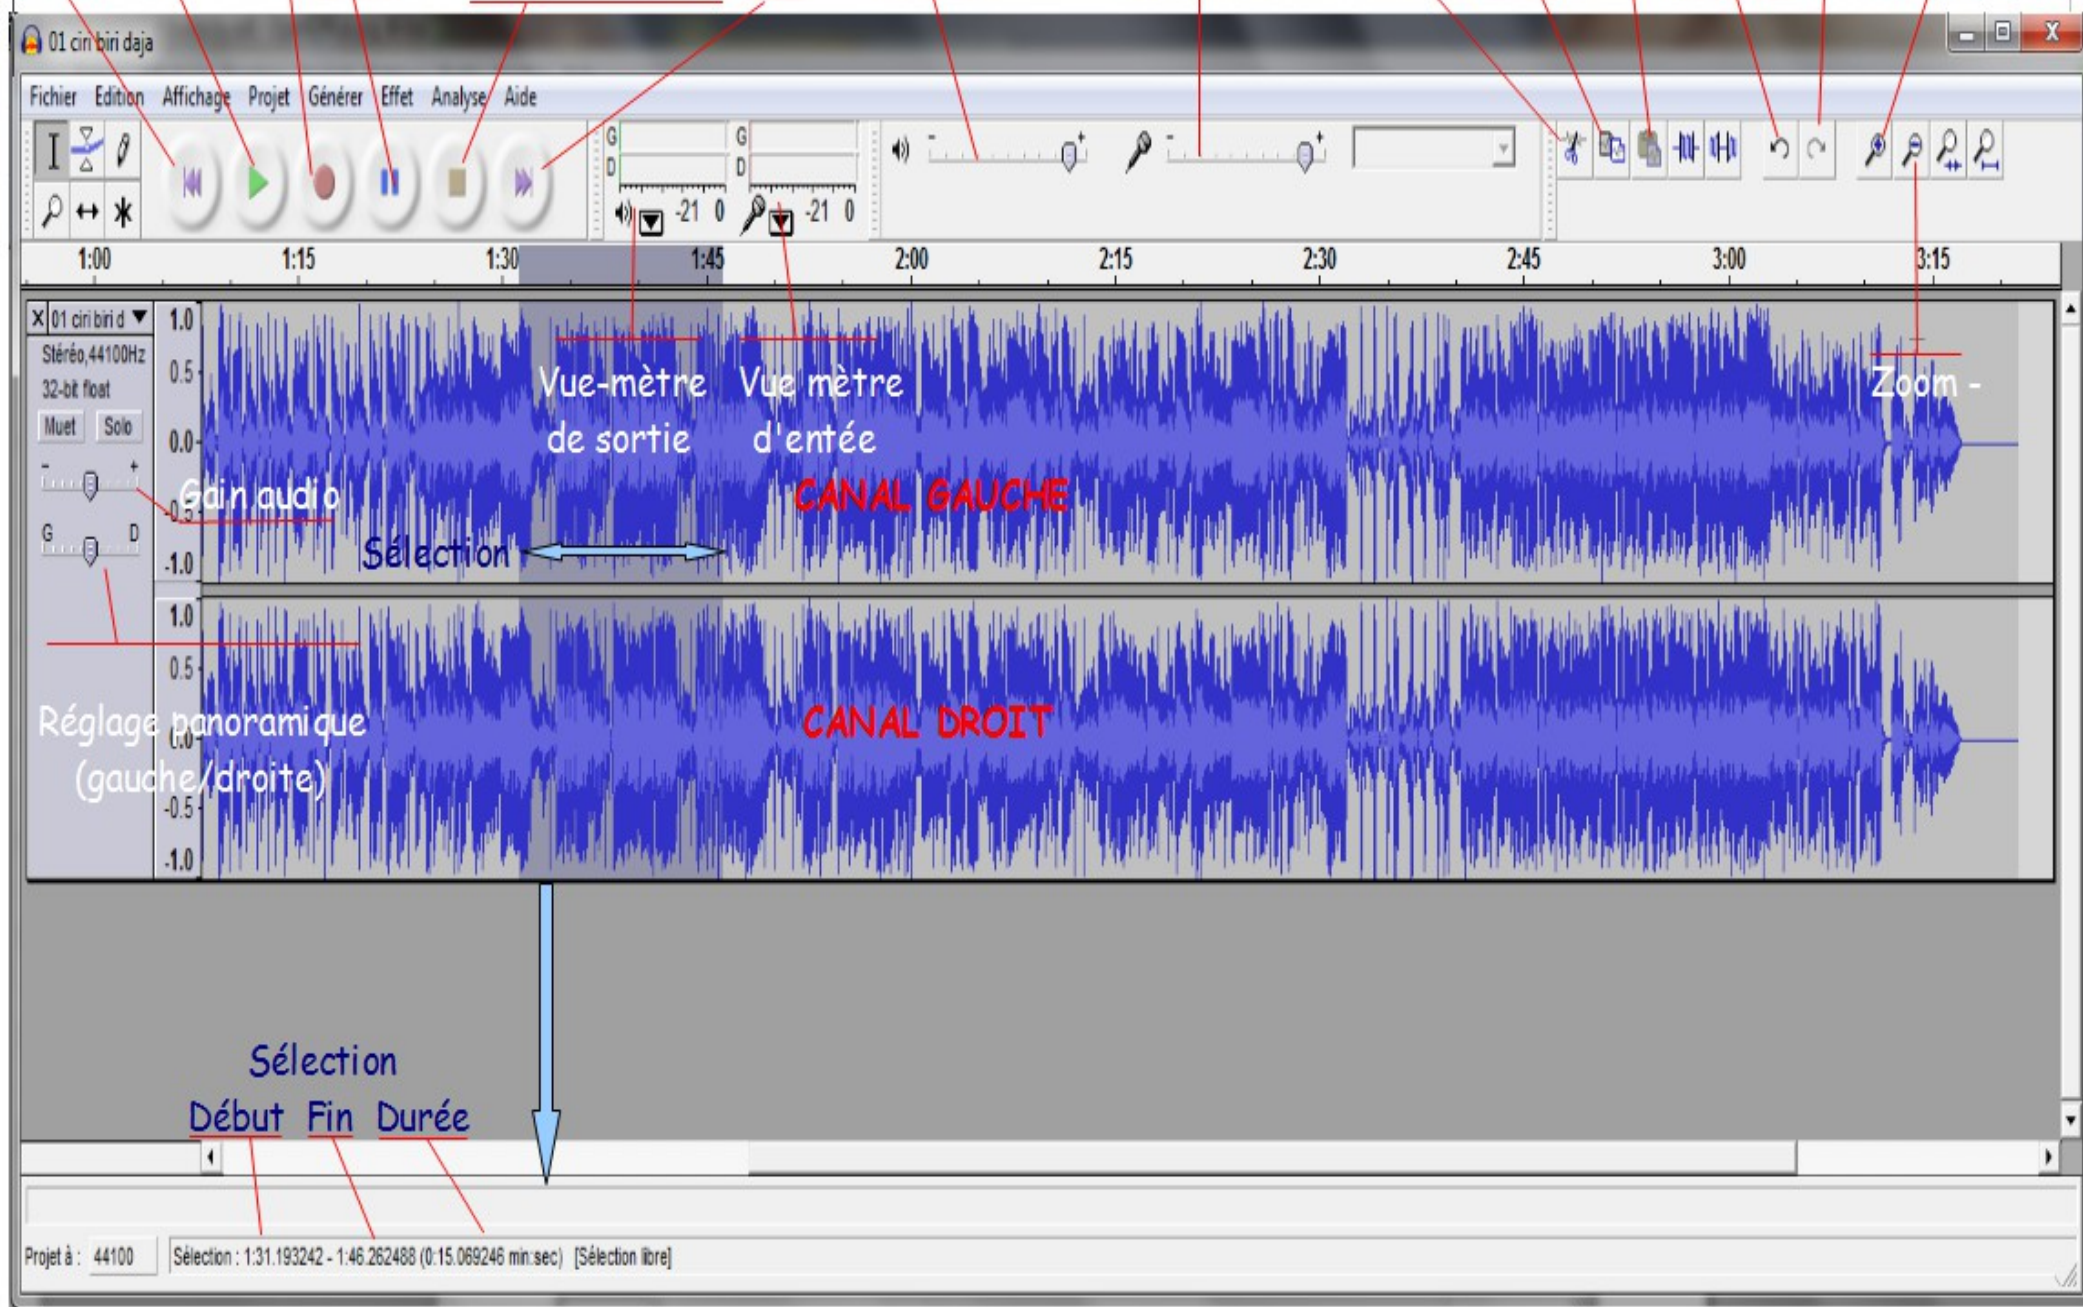 01 ciri biri daja
Fichier Edition Affichage Projet Générer Effet Analyse Aide
G G
D D
- +
- +
-21 0 -21 0
1:00 1:15 1:30 1:45 2:00 2:15 2:30 2:45 3:00 3:15
X 01 ciri biri d
Stéréo,44100Hz
32-bit float
Muet Solo
- +
G D
1.0
0.5
0.0
-0.5
-1.0
Vue-mètre
de sortie
Vue mètre
d'entée
Zoom -
Gain audio
CANAL GAUCHE
Sélection
1.0
0.5
0.0
-0.5
-1.0
Réglage panoramique
(gauche/droite)
CANAL DROIT
Sélection
Début Fin Durée
Projet à : 44100 Sélection : 1:31.193242 - 1:46.262488 (0:15.069246 min:sec) [Sélection libre]